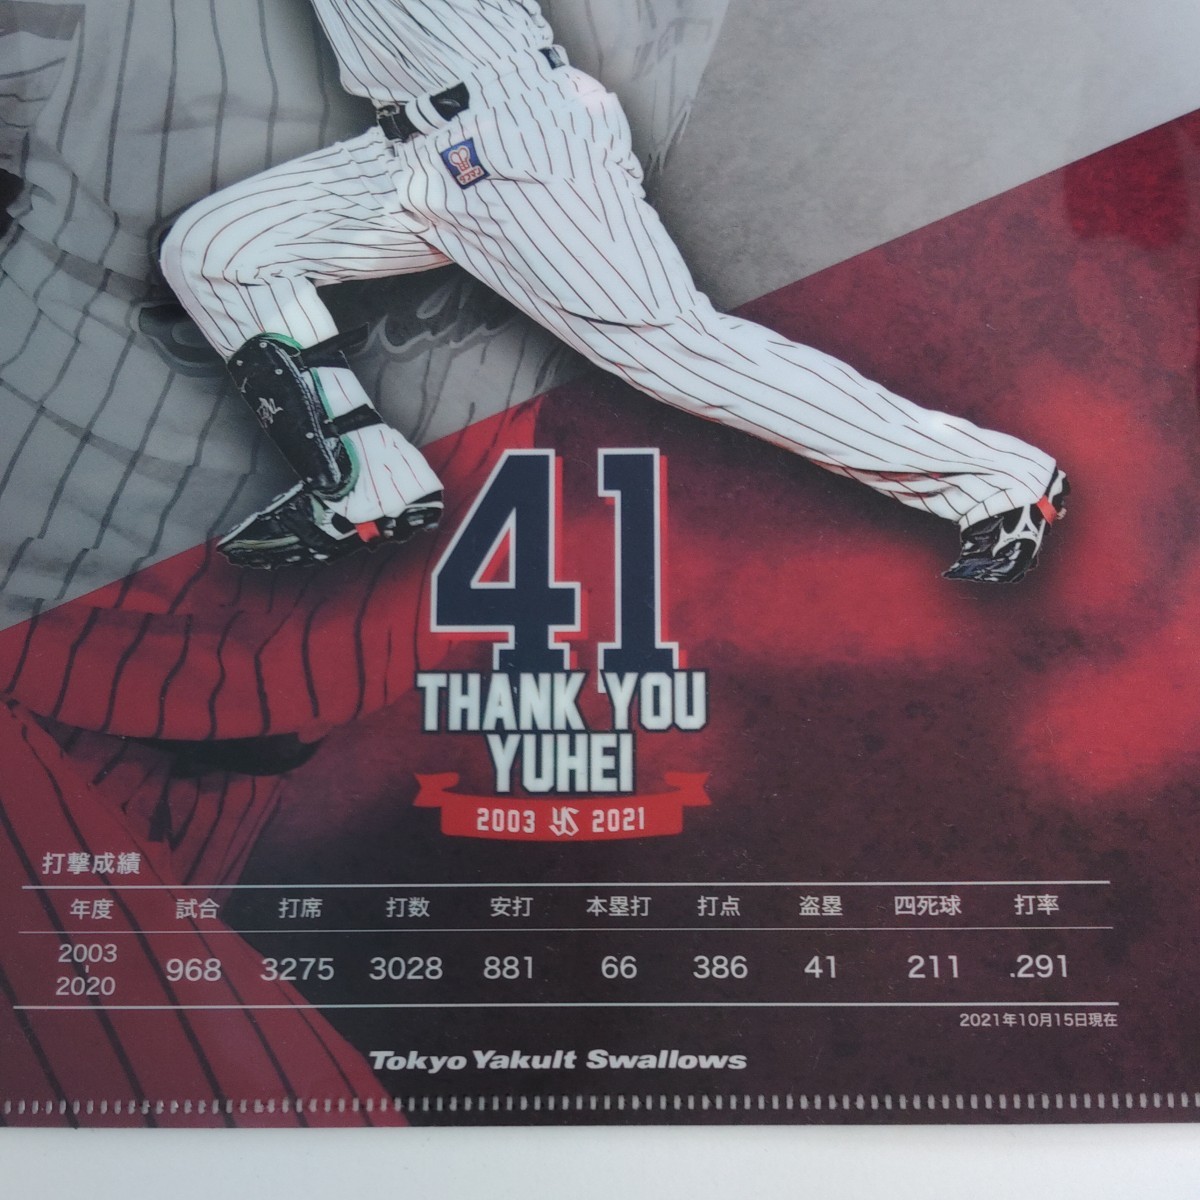 41
THANK YOU
YUHEI
2003 YS 2021
打撃成績
年度 試合 打席 打数 安打 本塁打 打点 盗塁 四死球 打率
2003-2020 968 3275 3028 881 66 386 41 211 .291
2021年10月15日現在
Tokyo Yakult Swallows